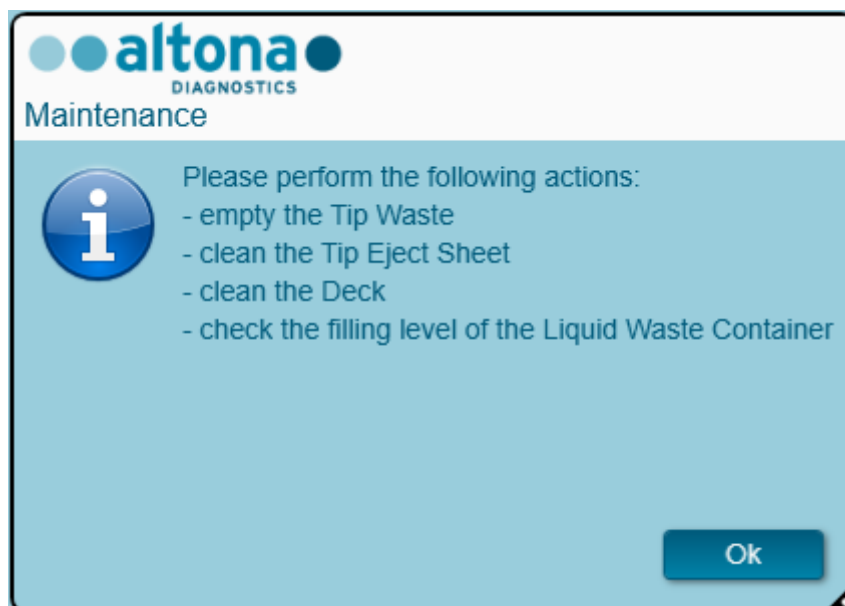 altona
DIAGNOSTICS
Maintenance
Please perform the following actions:
- empty the Tip Waste
- clean the Tip Eject Sheet
- clean the Deck
- check the filling level of the Liquid Waste Container
Ok